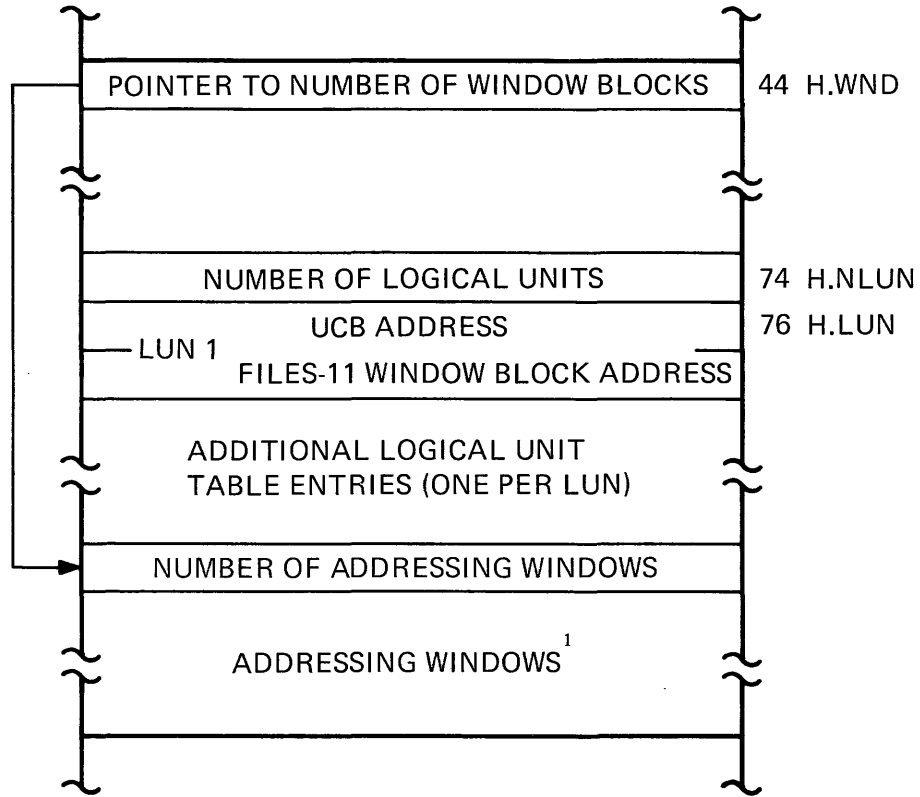 POINTER TO NUMBER OF WINDOW BLOCKS 44 H.WND
NUMBER OF LOGICAL UNITS 74 H.NLUN
UCB ADDRESS 76 H.LUN
LUN 1
FILES-11 WINDOW BLOCK ADDRESS
ADDITIONAL LOGICAL UNIT
TABLE ENTRIES (ONE PER LUN)
NUMBER OF ADDRESSING WINDOWS
ADDRESSING WINDOWS¹